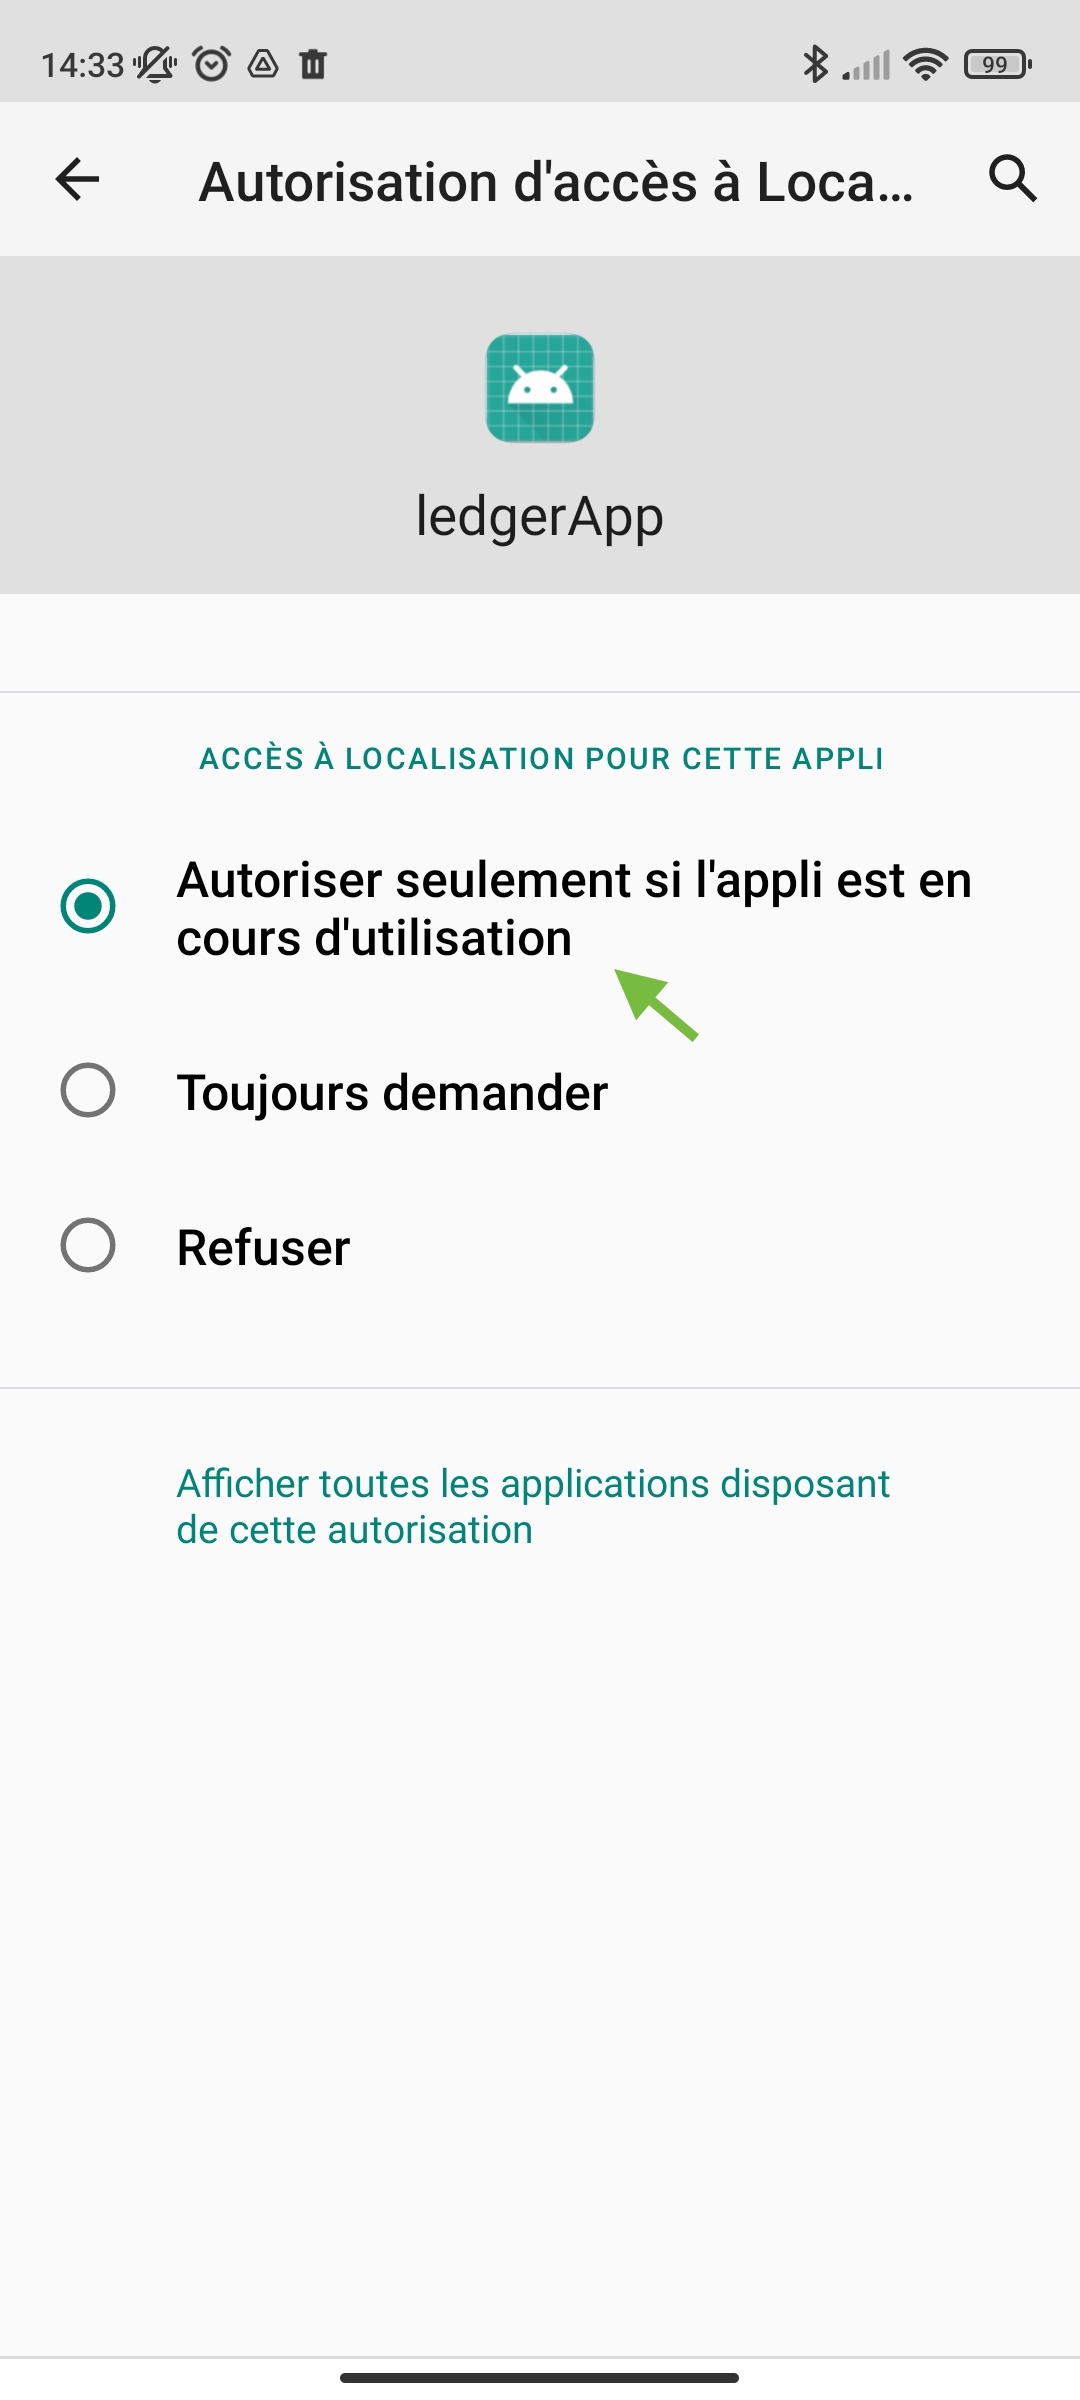 14:33
99
Autorisation d'accès à Loca…
ledgerApp
ACCÈS À LOCALISATION POUR CETTE APPLI
Autoriser seulement si l'appli est en
cours d'utilisation
Toujours demander
Refuser
Afficher toutes les applications disposant
de cette autorisation